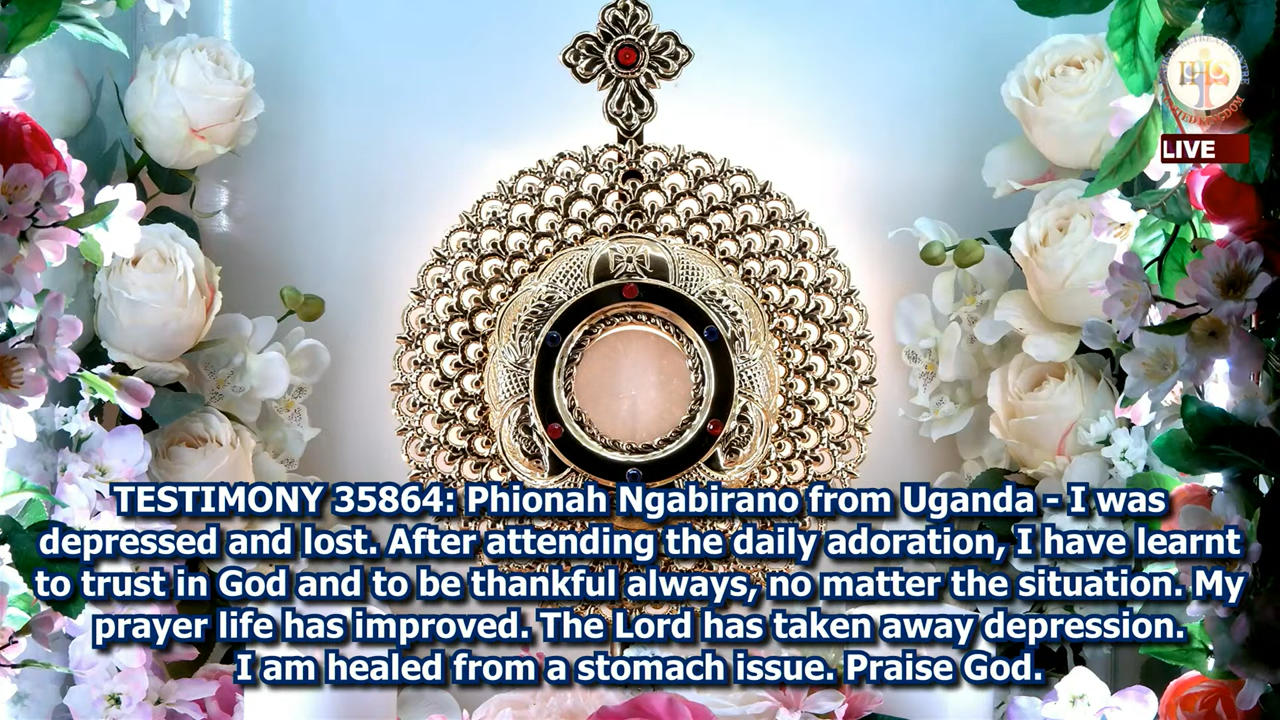 IHS
LIVE
TESTIMONY 35864: Phionah Ngabirano from Uganda - I was
depressed and lost. After attending the daily adoration, I have learnt
to trust in God and to be thankful always, no matter the situation. My
prayer life has improved. The Lord has taken away depression.
I am healed from a stomach issue. Praise God.